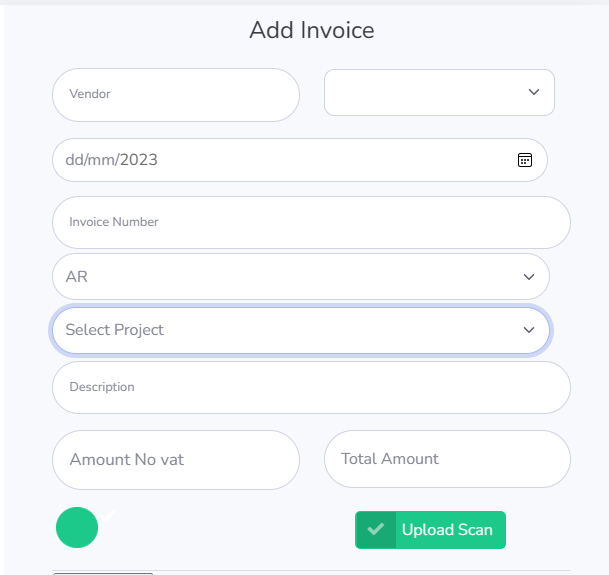 Add Invoice
Vendor
dd/mm/2023
Invoice Number
AR
Select Project
Description
Amount No vat
Total Amount
Upload Scan